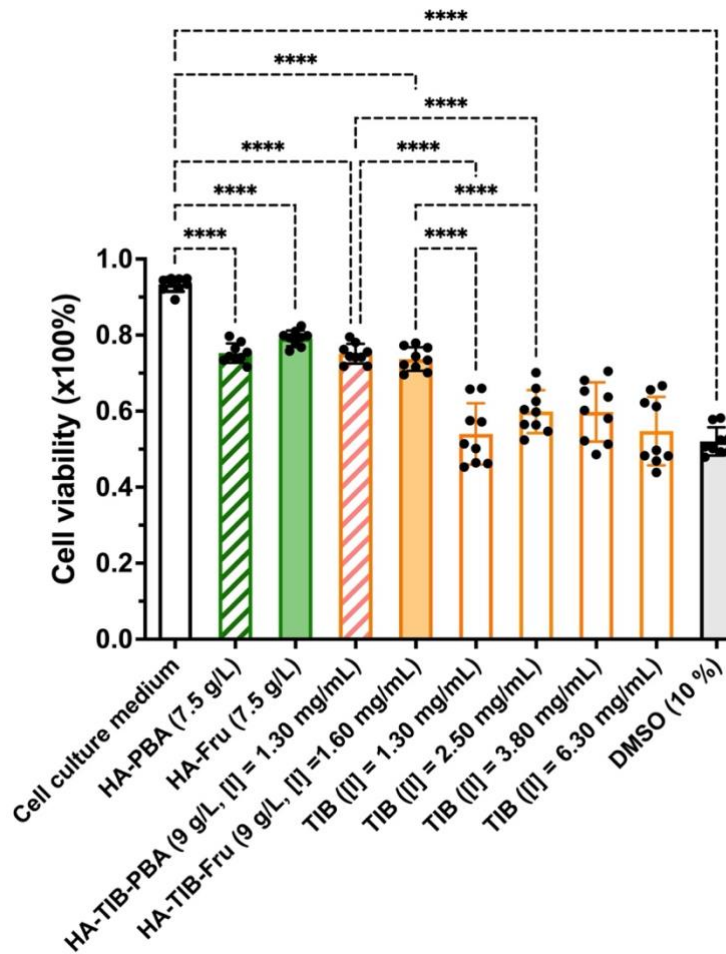 ****
****
****
**** ****
**** ****
**** ****
Cell viability (x100%)
1.0
0.8
0.6
0.4
0.2
0.0
Cell culture medium
HA-PBA (7.5 g/L)
HA-Fru (7.5 g/L)
HA-TIB-PBA (9 g/L, [I] = 1.30 mg/mL)
HA-TIB-Fru (9 g/L, [I] =1.60 mg/mL)
TIB ([I] = 1.30 mg/mL)
TIB ([I] = 2.50 mg/mL)
TIB ([I] = 3.80 mg/mL)
TIB ([I] = 6.30 mg/mL)
DMSO (10 %)